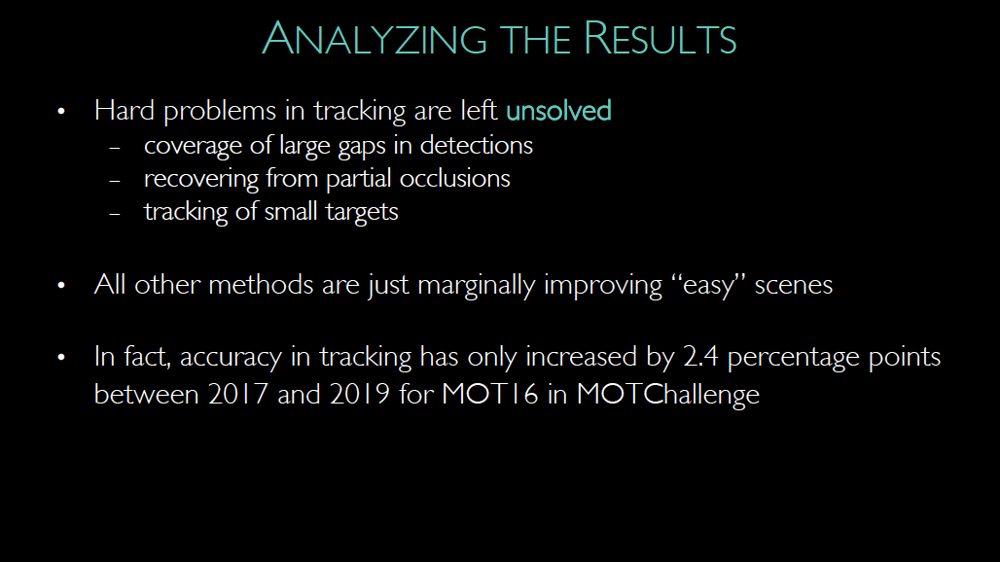 ANALYZING THE RESULTS
• Hard problems in tracking are left unsolved
– coverage of large gaps in detections
– recovering from partial occlusions
– tracking of small targets
• All other methods are just marginally improving “easy” scenes
• In fact, accuracy in tracking has only increased by 2.4 percentage points
between 2017 and 2019 for MOT16 in MOTChallenge